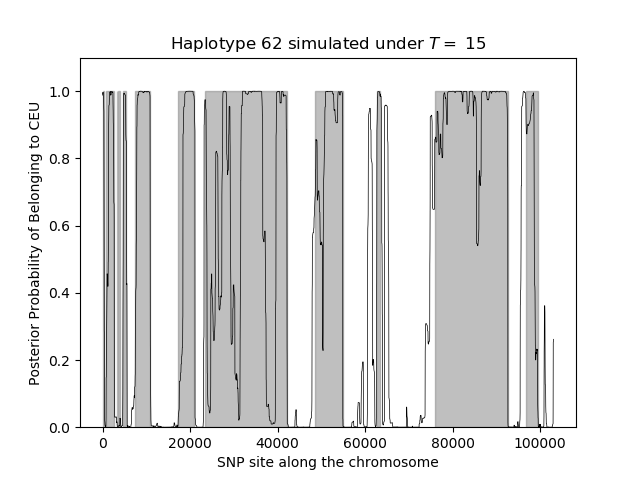 Haplotype 62 simulated under T = 15
Posterior Probability of Belonging to CEU
1.0
0.8
0.6
0.4
0.2
0.0
0 20000 40000 60000 80000 100000
SNP site along the chromosome